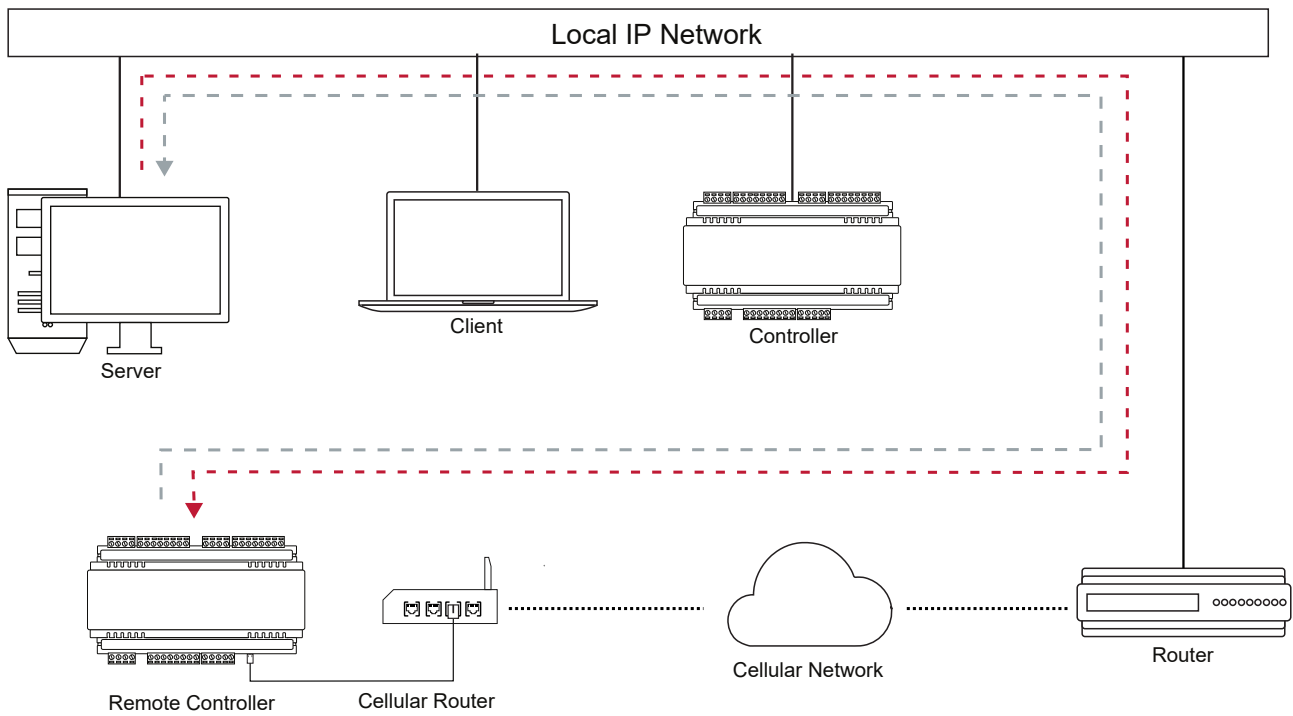 Local IP Network
Client
Controller
Server
Router
Cellular Network
Remote Controller
Cellular Router